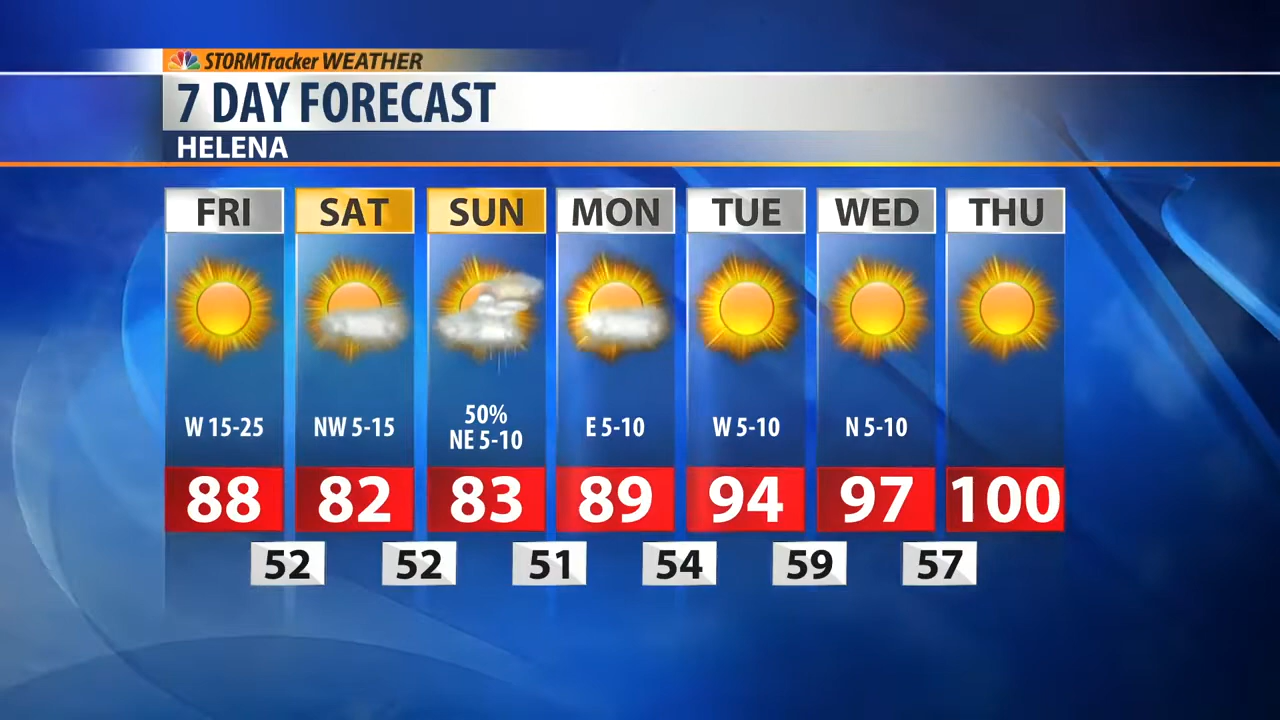 STORMTracker WEATHER
7 DAY FORECAST
HELENA
FRI SAT SUN MON TUE WED THU
W 15-25 NW 5-15 50% NE 5-10 E 5-10 W 5-10 N 5-10
88 82 83 89 94 97 100
52 52 51 54 59 57